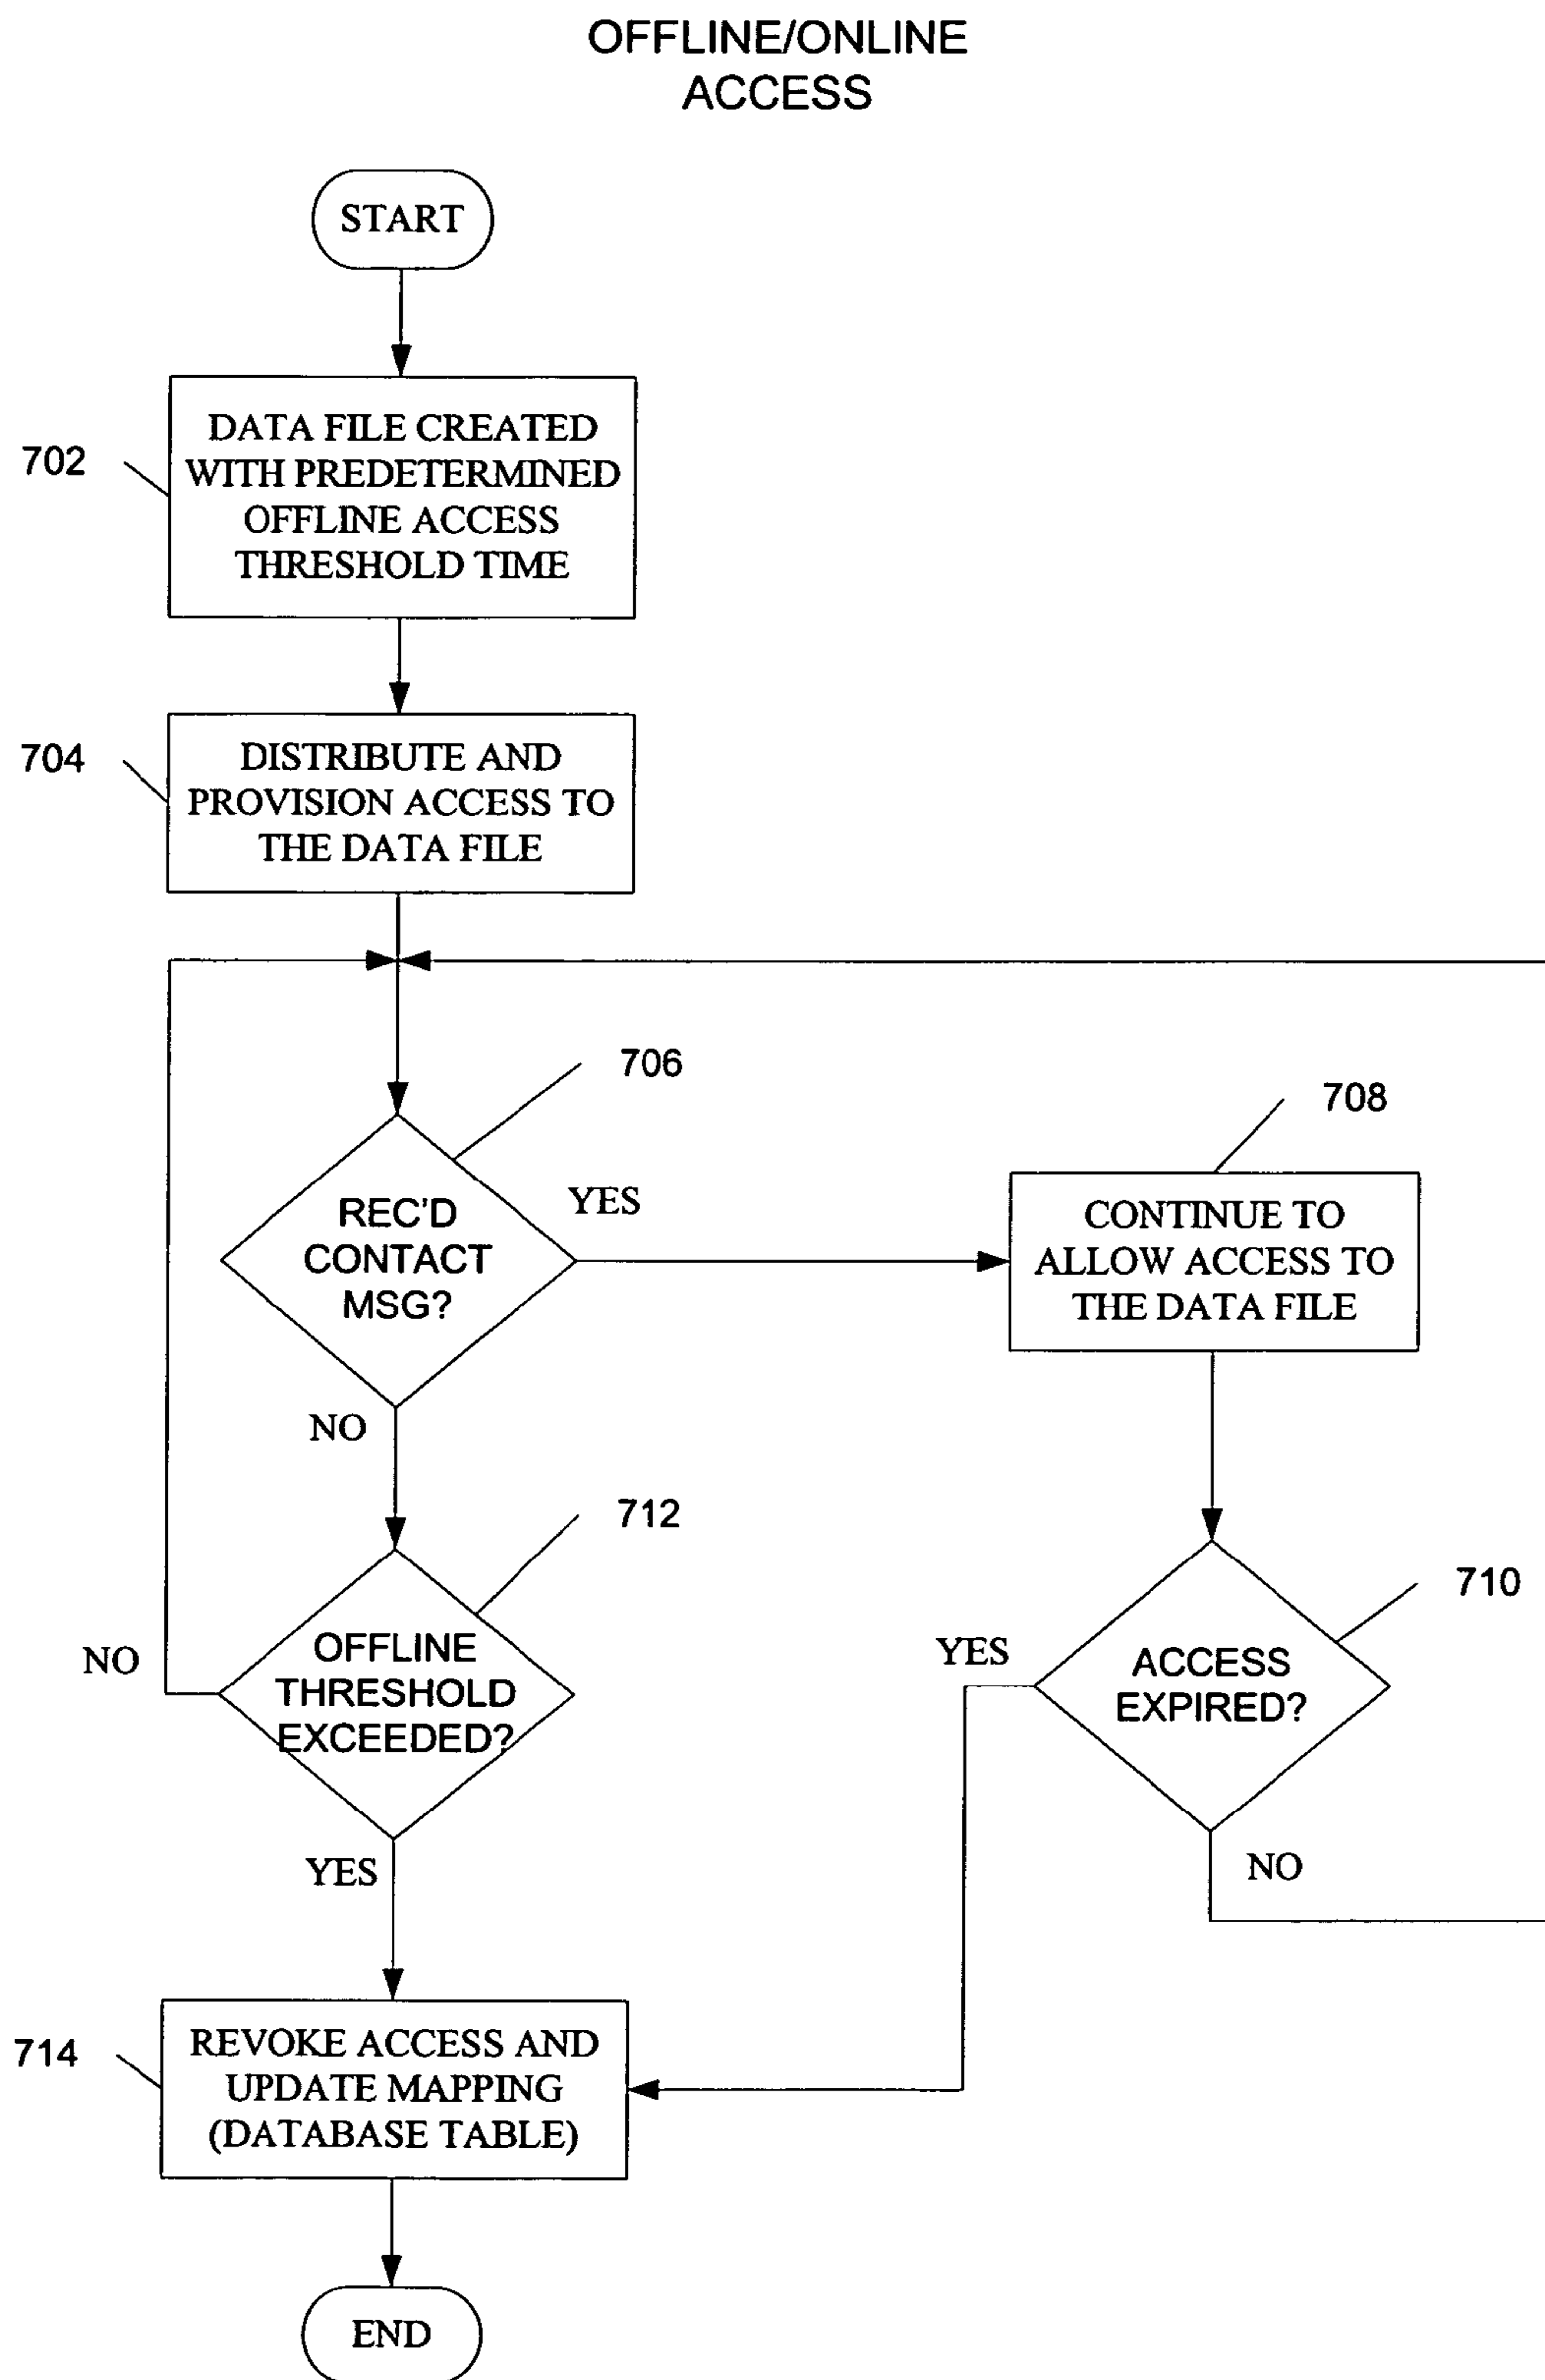 OFFLINE/ONLINE
ACCESS
START
702
DATA FILE CREATED
WITH PREDETERMINED
OFFLINE ACCESS
THRESHOLD TIME
704
DISTRIBUTE AND
PROVISION ACCESS TO
THE DATA FILE
706
REC'D
CONTACT
MSG?
YES
NO
708
CONTINUE TO
ALLOW ACCESS TO
THE DATA FILE
712
OFFLINE
THRESHOLD
EXCEEDED?
NO
YES
710
ACCESS
EXPIRED?
YES
NO
714
REVOKE ACCESS AND
UPDATE MAPPING
(DATABASE TABLE)
END